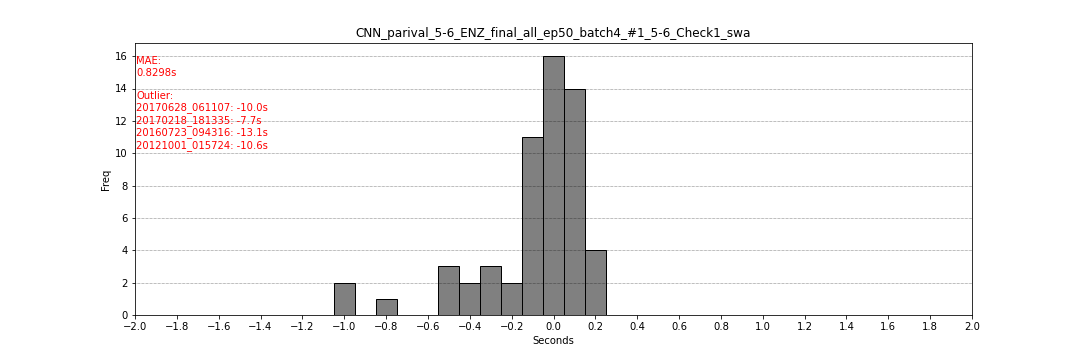 CNN_parival_5-6_ENZ_final_all_ep50_batch4_#1_5-6_Check1_swa
MAE:
0.8298s
Outlier:
20170628_061107: -10.0s
20170218_181335: -7.7s
20160723_094316: -13.1s
20121001_015724: -10.6s
Freq
16
14
12
10
8
6
4
2
0
−2.0 −1.8 −1.6 −1.4 −1.2 −1.0 −0.8 −0.6 −0.4 −0.2 0.0 0.2 0.4 0.6 0.8 1.0 1.2 1.4 1.6 1.8 2.0
Seconds